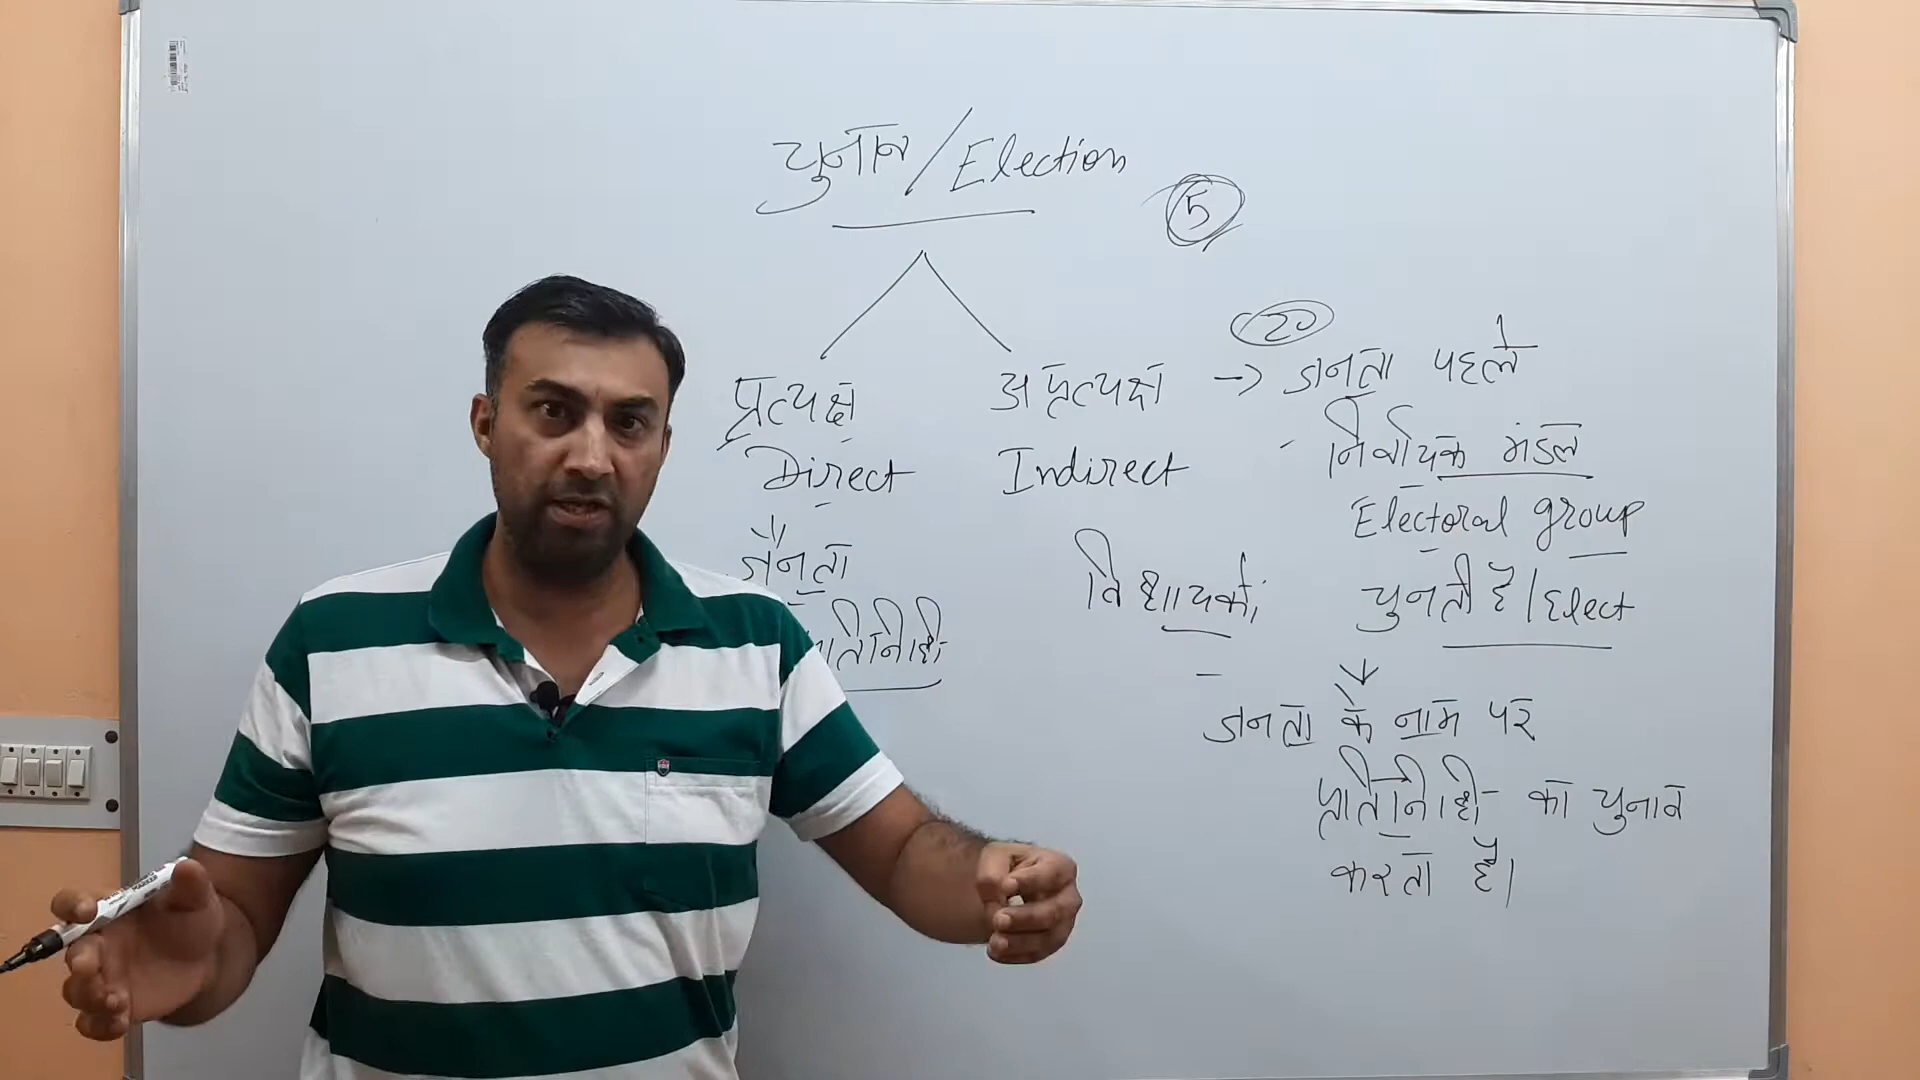 चुनाव / Election
5
प्रत्यक्ष
Direct
जनता
प्रतिनिधी
अप्रत्यक्ष
Indirect
विधायकों
20
→ जनता पहले
निर्वाचक मंडल
Electoral group
चुनती है / Elect
जनता के नाम पर
प्रतिनिधी का चुनाव
करता है।